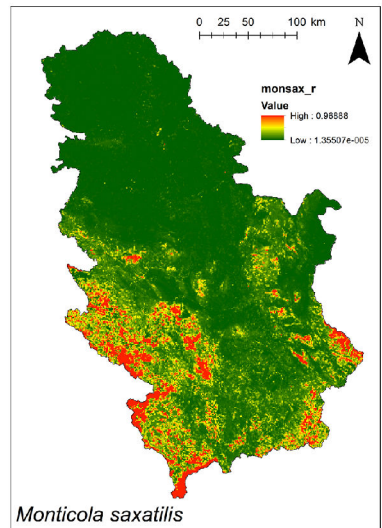 0 25 50 100 km
N
monsax_r
Value
High : 0.98888
Low : 1.35507e-005
Monticola saxatilis